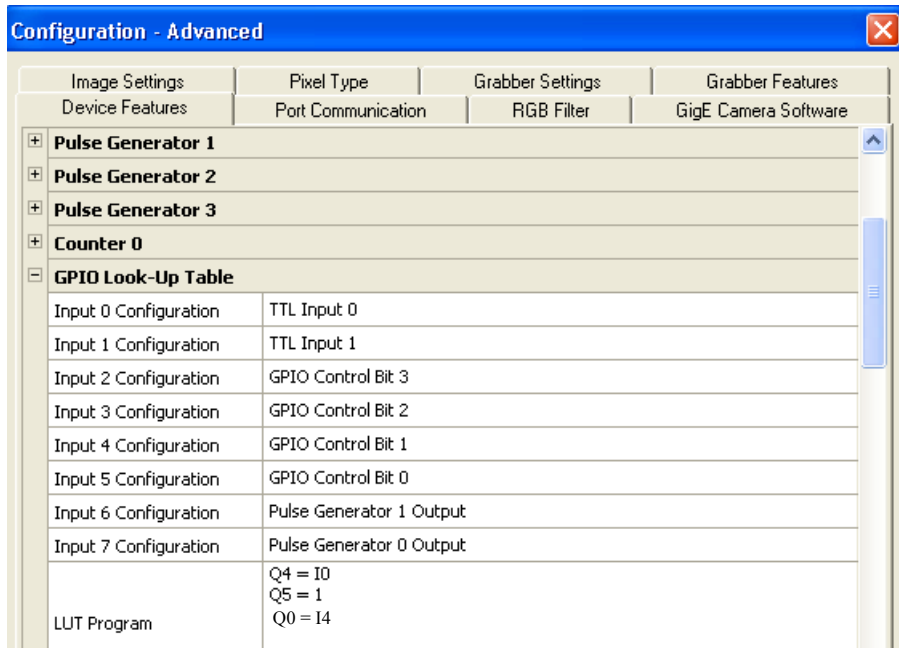 Configuration - Advanced
Image Settings Pixel Type Grabber Settings Grabber Features
Device Features Port Communication RGB Filter GigE Camera Software
Pulse Generator 1
Pulse Generator 2
Pulse Generator 3
Counter 0
GPIO Look-Up Table
Input 0 Configuration TTL Input 0
Input 1 Configuration TTL Input 1
Input 2 Configuration GPIO Control Bit 3
Input 3 Configuration GPIO Control Bit 2
Input 4 Configuration GPIO Control Bit 1
Input 5 Configuration GPIO Control Bit 0
Input 6 Configuration Pulse Generator 1 Output
Input 7 Configuration Pulse Generator 0 Output
LUT Program
Q4 = I0
Q5 = 1
Q0 = I4